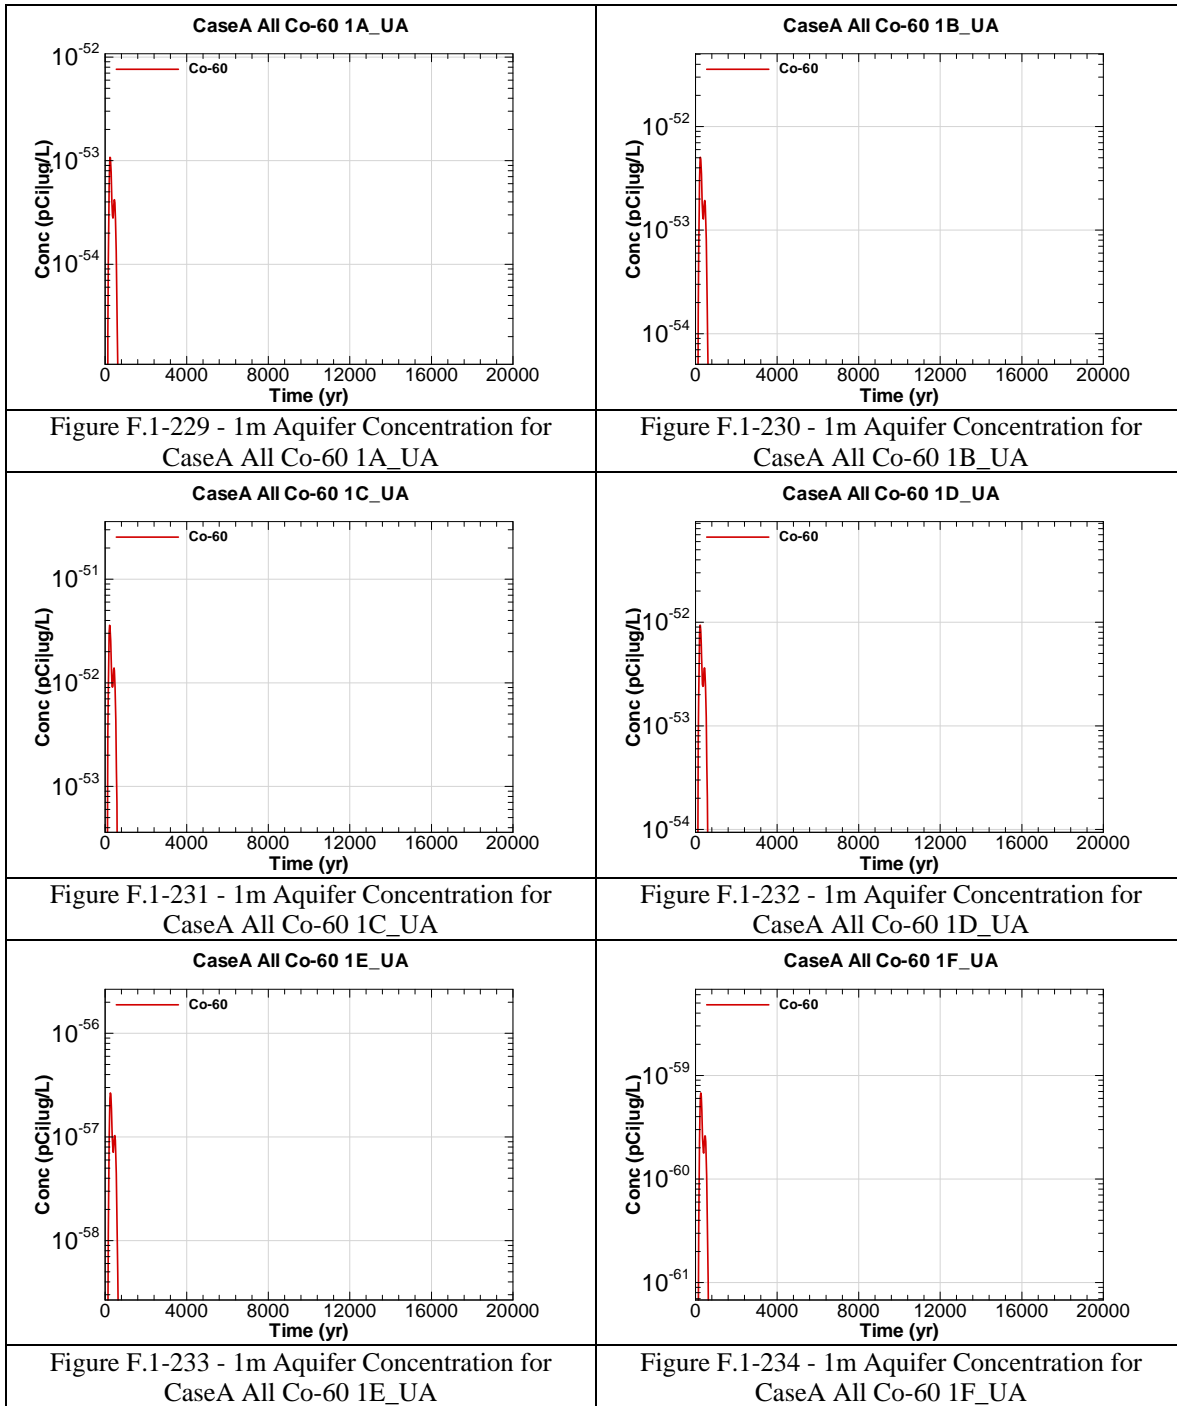 CaseA All Co-60 1A_UA
Co-60
10-52
10-53
10-54
Conc (pCi|ug/L)
0 4000 8000 12000 16000 20000
Time (yr)
Figure F.1-229 - 1m Aquifer Concentration for
CaseA All Co-60 1A_UA
CaseA All Co-60 1B_UA
Co-60
10-52
10-53
10-54
Conc (pCi|ug/L)
0 4000 8000 12000 16000 20000
Time (yr)
Figure F.1-230 - 1m Aquifer Concentration for
CaseA All Co-60 1B_UA
CaseA All Co-60 1C_UA
Co-60
10-51
10-52
10-53
Conc (pCi|ug/L)
0 4000 8000 12000 16000 20000
Time (yr)
Figure F.1-231 - 1m Aquifer Concentration for
CaseA All Co-60 1C_UA
CaseA All Co-60 1D_UA
Co-60
10-52
10-53
10-54
Conc (pCi|ug/L)
0 4000 8000 12000 16000 20000
Time (yr)
Figure F.1-232 - 1m Aquifer Concentration for
CaseA All Co-60 1D_UA
CaseA All Co-60 1E_UA
Co-60
10-56
10-57
10-58
Conc (pCi|ug/L)
0 4000 8000 12000 16000 20000
Time (yr)
Figure F.1-233 - 1m Aquifer Concentration for
CaseA All Co-60 1E_UA
CaseA All Co-60 1F_UA
Co-60
10-59
10-60
10-61
Conc (pCi|ug/L)
0 4000 8000 12000 16000 20000
Time (yr)
Figure F.1-234 - 1m Aquifer Concentration for
CaseA All Co-60 1F_UA